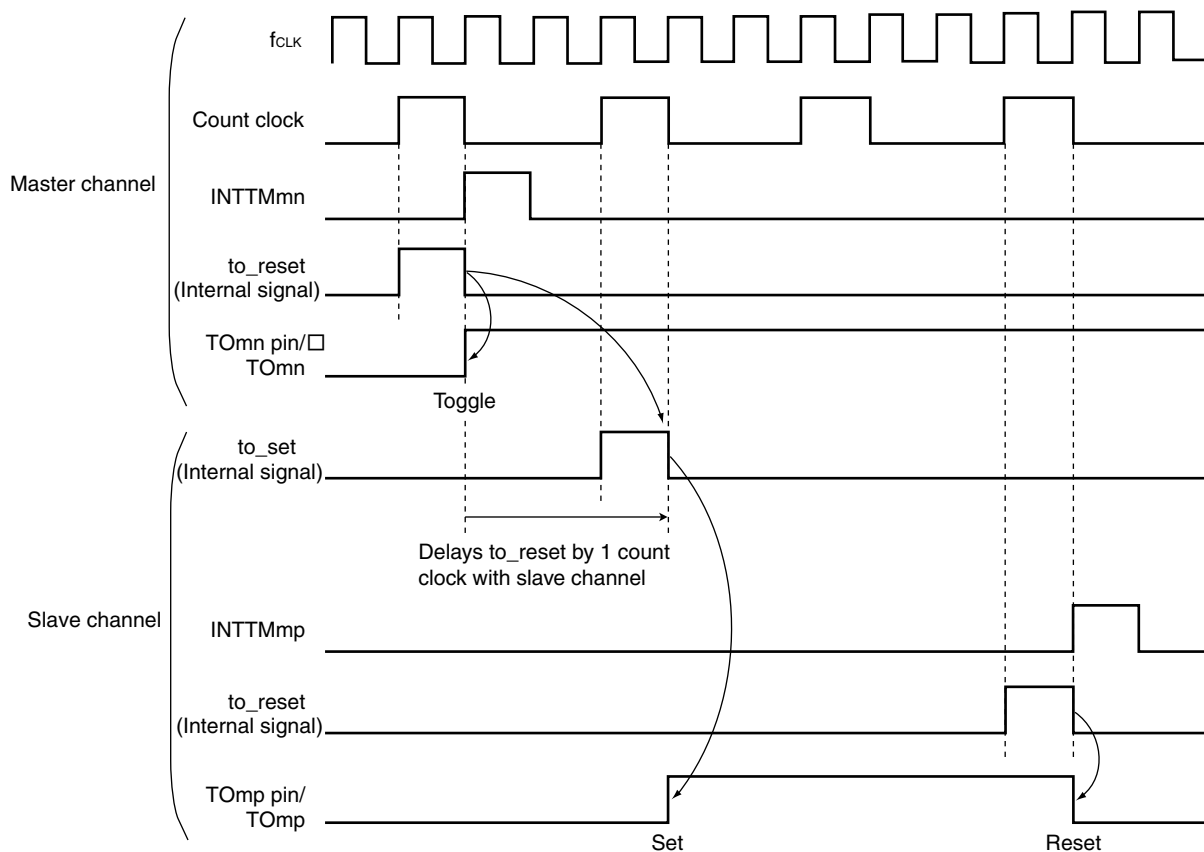 fCLK
Count clock
Master channel
INTTMmn
to_reset
(Internal signal)
TOmn pin/□
TOmn
Toggle
to_set
(Internal signal)
Delays to_reset by 1 count
clock with slave channel
Slave channel
INTTMmp
to_reset
(Internal signal)
TOmp pin/
TOmp
Set
Reset